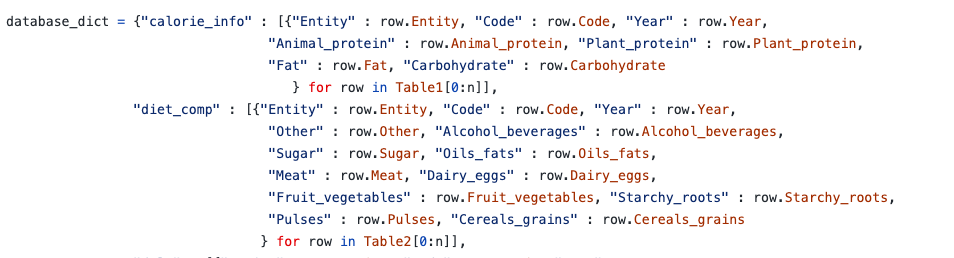 database_dict = {"calorie_info" : [{"Entity" : row.Entity, "Code" : row.Code, "Year" : row.Year,
"Animal_protein" : row.Animal_protein, "Plant_protein" : row.Plant_protein,
"Fat" : row.Fat, "Carbohydrate" : row.Carbohydrate
} for row in Table1[0:n]],
"diet_comp" : [{"Entity" : row.Entity, "Code" : row.Code, "Year" : row.Year,
"Other" : row.Other, "Alcohol_beverages" : row.Alcohol_beverages,
"Sugar" : row.Sugar, "Oils_fats" : row.Oils_fats,
"Meat" : row.Meat, "Dairy_eggs" : row.Dairy_eggs,
"Fruit_vegetables" : row.Fruit_vegetables, "Starchy_roots" : row.Starchy_roots,
"Pulses" : row.Pulses, "Cereals_grains" : row.Cereals_grains
} for row in Table2[0:n]],